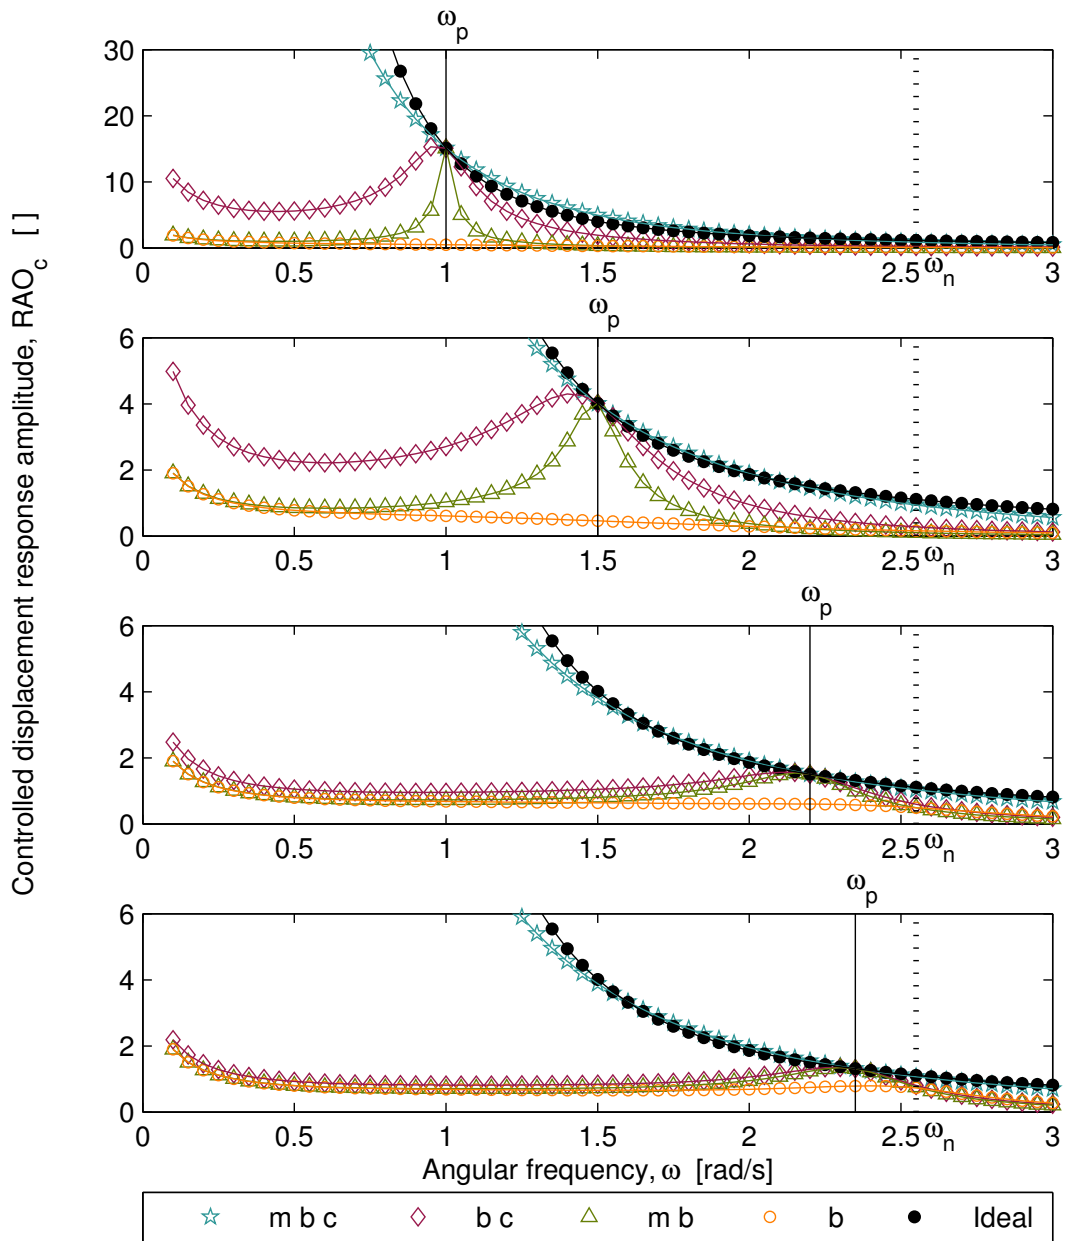 ωp
30
20
10
0
0 0.5 1 1.5 2 2.5 ωn 3
ωp
6
4
2
0
0 0.5 1 1.5 2 2.5 ωn 3
ωp
6
4
2
0
0 0.5 1 1.5 2 2.5 ωn 3
ωp
6
4
2
0
0 0.5 1 1.5 2 2.5 ωn 3
Controlled displacement response amplitude, RAOc [ ]
Angular frequency, ω [rad/s]
m b c b c m b b Ideal